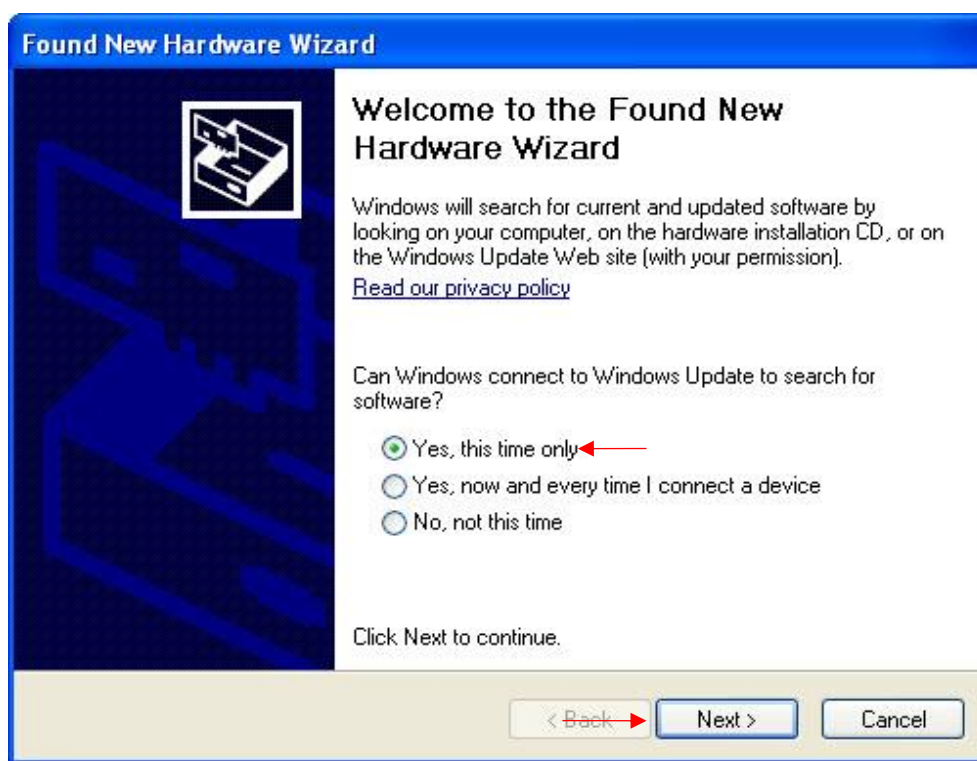 Found New Hardware Wizard
Welcome to the Found New
Hardware Wizard
Windows will search for current and updated software by
looking on your computer, on the hardware installation CD, or on
the Windows Update Web site (with your permission).
Read our privacy policy
Can Windows connect to Windows Update to search for
software?
Yes, this time only
Yes, now and every time I connect a device
No, not this time
Click Next to continue.
< Back Next > Cancel